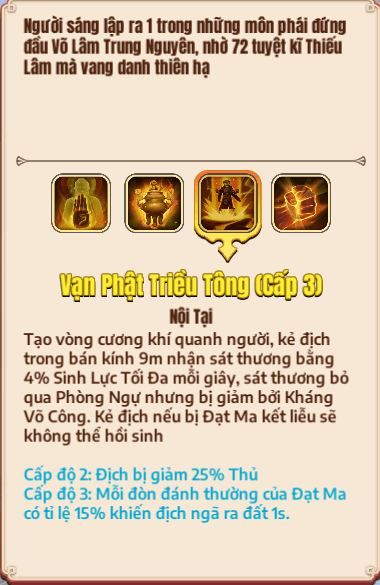 Người sáng lập ra 1 trong những môn phái đứng
đầu Võ Lâm Trung Nguyên, nhờ 72 tuyệt kĩ Thiếu
Lâm mà vang danh thiên hạ
Vạn Phật Triều Tông (Cấp 3)
Nội Tại
Tạo vòng cương khí quanh người, kẻ địch
trong bán kính 9m nhận sát thương bằng
4% Sinh Lực Tối Đa mỗi giây, sát thương bỏ
qua Phòng Ngự nhưng bị giảm bởi Kháng
Võ Công. Kẻ địch nếu bị Đạt Ma kết liễu sẽ
không thể hồi sinh
Cấp độ 2: Địch bị giảm 25% Thủ
Cấp độ 3: Mỗi đòn đánh thường của Đạt Ma
có tỉ lệ 15% khiến địch ngã ra đất 1s.